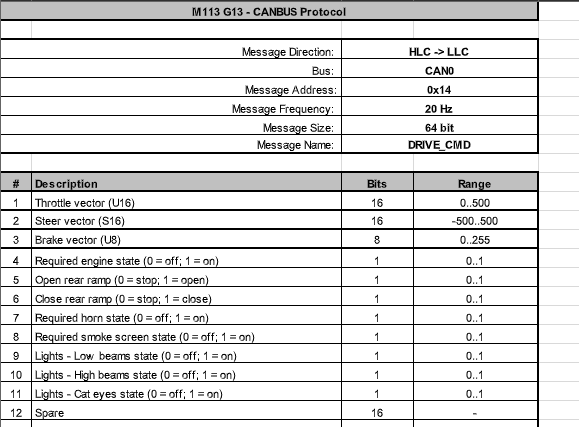 M113 G13 - CANBUS Protocol
Message Direction: HLC -> LLC
Bus: CAN0
Message Address: 0x14
Message Frequency: 20 Hz
Message Size: 64 bit
Message Name: DRIVE_CMD
# Description Bits Range
1 Throttle vector (U16) 16 0..500
2 Steer vector (S16) 16 -500..500
3 Brake vector (U8) 8 0..255
4 Required engine state (0 = off; 1 = on) 1 0..1
5 Open rear ramp (0 = stop; 1 = open) 1 0..1
6 Close rear ramp (0 = stop; 1 = close) 1 0..1
7 Required horn state (0 = off; 1 = on) 1 0..1
8 Required smoke screen state (0 = off; 1 = on) 1 0..1
9 Lights - Low beams state (0 = off; 1 = on) 1 0..1
10 Lights - High beams state (0 = off; 1 = on) 1 0..1
11 Lights - Cat eyes state (0 = off; 1 = on) 1 0..1
12 Spare 16 -